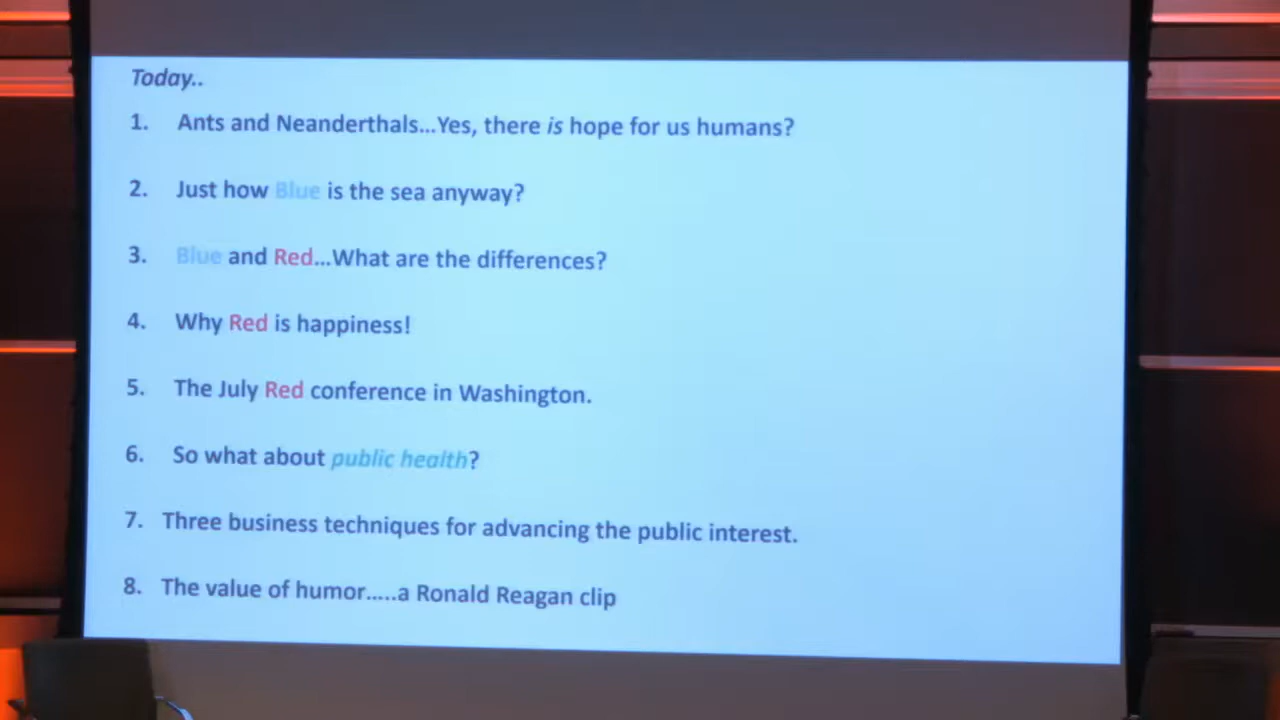 Today..
1. Ants and Neanderthals...Yes, there is hope for us humans?
2. Just how Blue is the sea anyway?
3. Blue and Red...What are the differences?
4. Why Red is happiness!
5. The July Red conference in Washington.
6. So what about public health?
7. Three business techniques for advancing the public interest.
8. The value of humor.....a Ronald Reagan clip